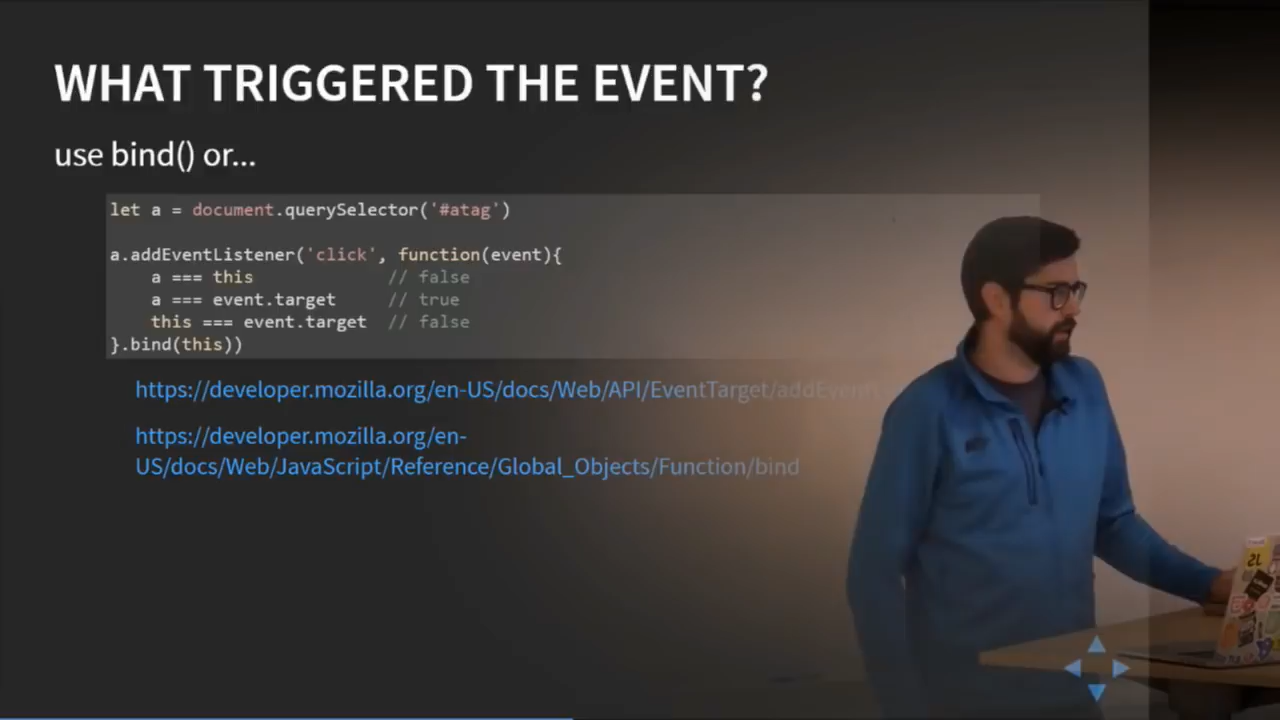 WHAT TRIGGERED THE EVENT?
use bind() or...
let a = document.querySelector('#atag')
a.addEventListener('click', function(event){
a === this // false
a === event.target // true
this === event.target // false
}.bind(this))
https://developer.mozilla.org/en-US/docs/Web/API/EventTarget/addEvent
https://developer.mozilla.org/en-
US/docs/Web/JavaScript/Reference/Global_Objects/Function/bind